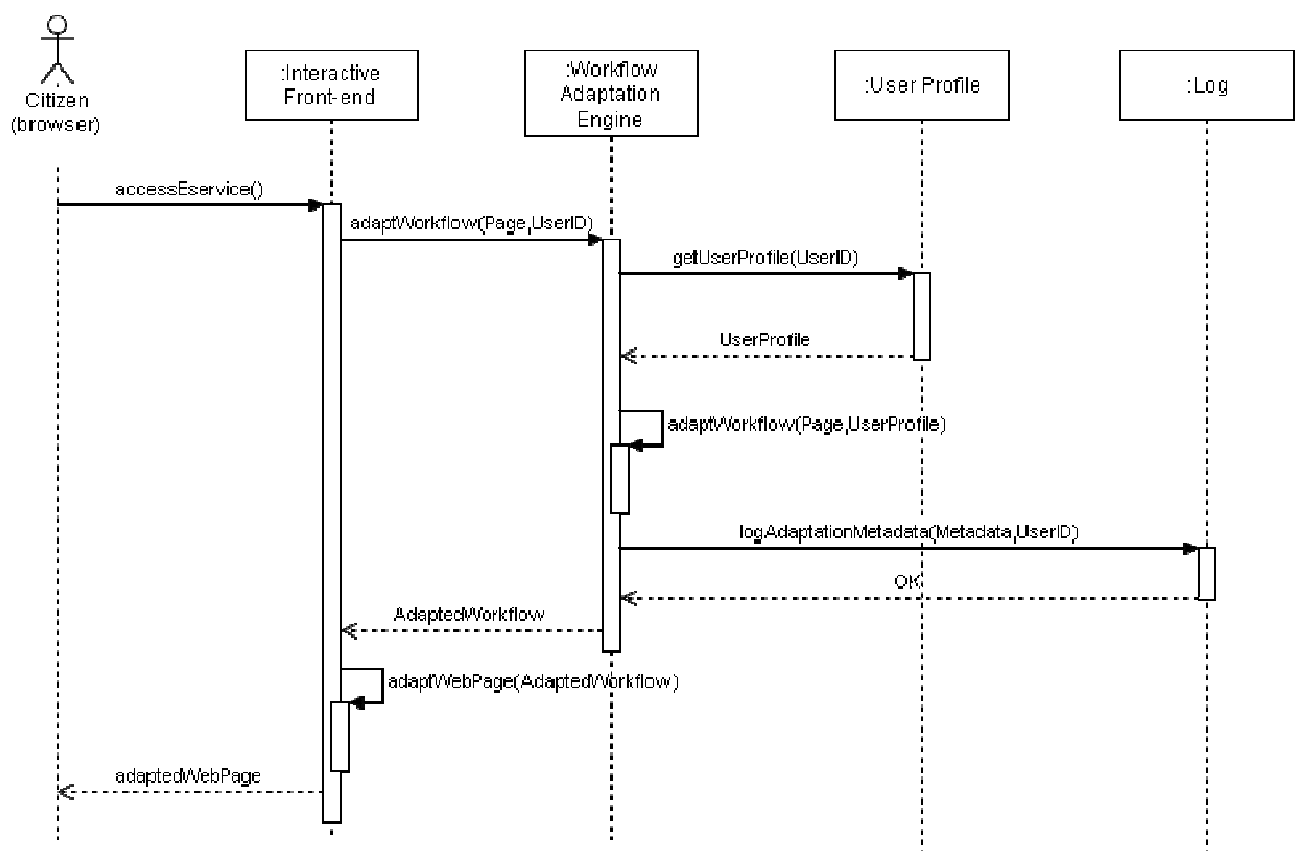 Citizen
(browser)
:Interactive
Front-end
:Workflow
Adaptation
Engine
:User Profile
:Log
accessEservice()
adaptWorkflow(Page,UserID)
getUserProfile(UserID)
UserProfile
adaptWorkflow(Page,UserProfile)
logAdaptationMetadata(Metadata,UserID)
OK
AdaptedWorkflow
adaptWebPage(AdaptedWorkflow)
adaptedWebPage